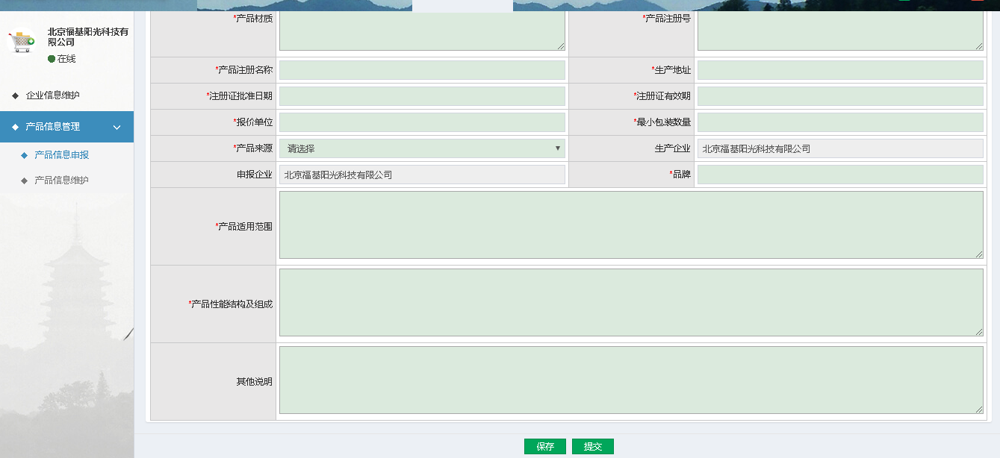 北京福基阳光科技有
限公司
在线
企业信息维护
产品信息管理
产品信息申报
产品信息维护
*产品材质
*产品注册号
*产品注册名称
*生产地址
*注册证批准日期
*注册证有效期
*报价单位
*最小包装数量
*产品来源
请选择
生产企业
北京福基阳光科技有限公司
申报企业
北京福基阳光科技有限公司
*品牌
*产品适用范围
*产品性能结构及组成
其他说明
保存
提交